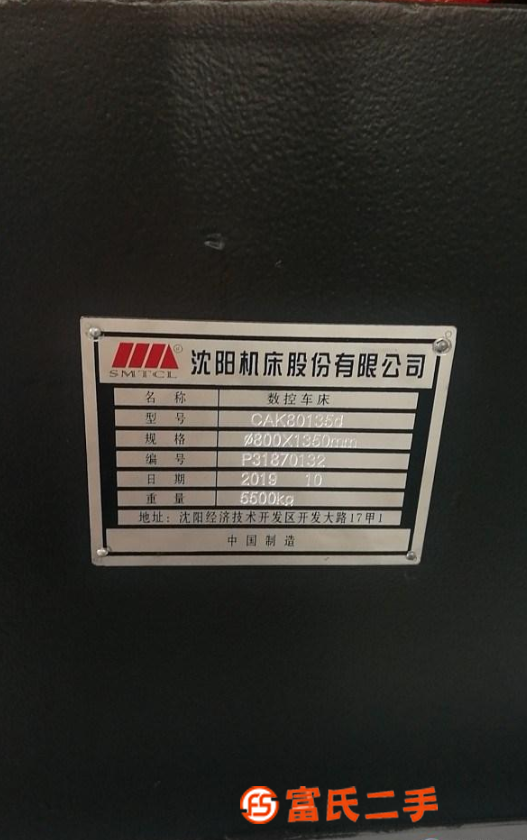 SMTCL 沈阳机床股份有限公司
名 称 数控车床
型 号 CAK80135d
规 格 Ø800X1350mm
编 号 P31870132
日 期 2019 10
重 量 5500kg
地址：沈阳经济技术开发区开发大路17甲1
中国制造
FS 富氏二手